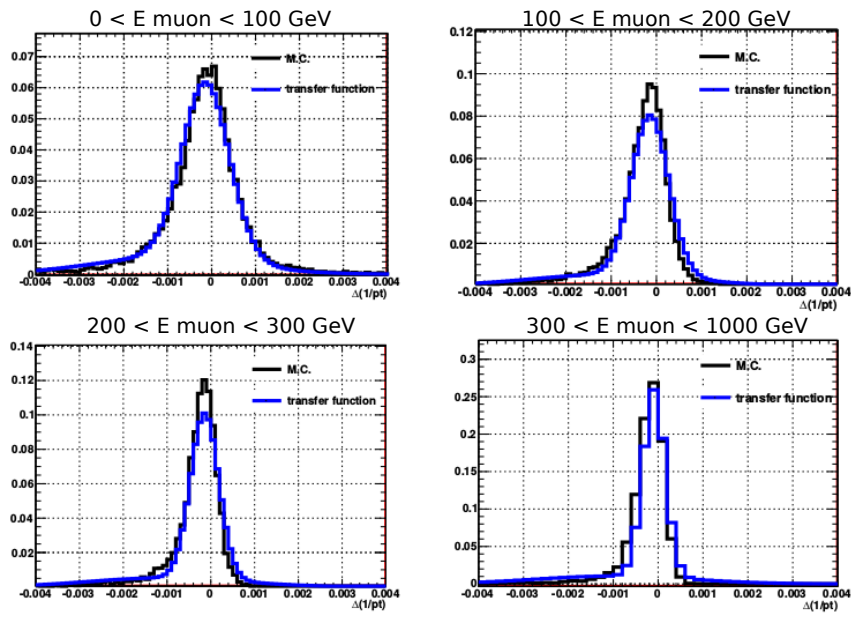 0 < E muon < 100 GeV
0.07
0.06
0.05
0.04
0.03
0.02
0.01
0
M.C.
transfer function
-0.004 -0.003 -0.002 -0.001 0 0.001 0.002 0.003 0.004
Δ(1/pt)
100 < E muon < 200 GeV
0.12
0.1
0.08
0.06
0.04
0.02
M.C.
transfer function
-0.004 -0.003 -0.002 -0.001 0 0.001 0.002 0.003 0.004
Δ(1/pt)
200 < E muon < 300 GeV
0.14
0.12
0.1
0.08
0.06
0.04
0.02
M.C.
transfer function
-0.004 -0.003 -0.002 -0.001 0 0.001 0.002 0.003 0.004
Δ(1/pt)
300 < E muon < 1000 GeV
0.3
0.25
0.2
0.15
0.1
0.05
0
M.C.
transfer function
-0.004 -0.003 -0.002 -0.001 0 0.001 0.002 0.003 0.004
Δ(1/pt)